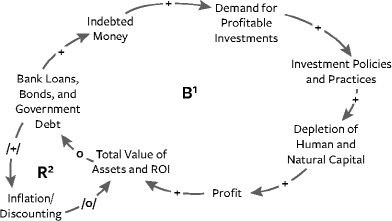 Indebted
Money
+
Demand for
Profitable
Investments
+
Investment Policies
and Practices
+
Depletion of
Human and
Natural Capital
+
Profit
+
Total Value of
Assets and ROI
o
Bank Loans,
Bonds, and
Government
Debt
+
B1
/+/
R2
Inflation/
Discounting
/o/